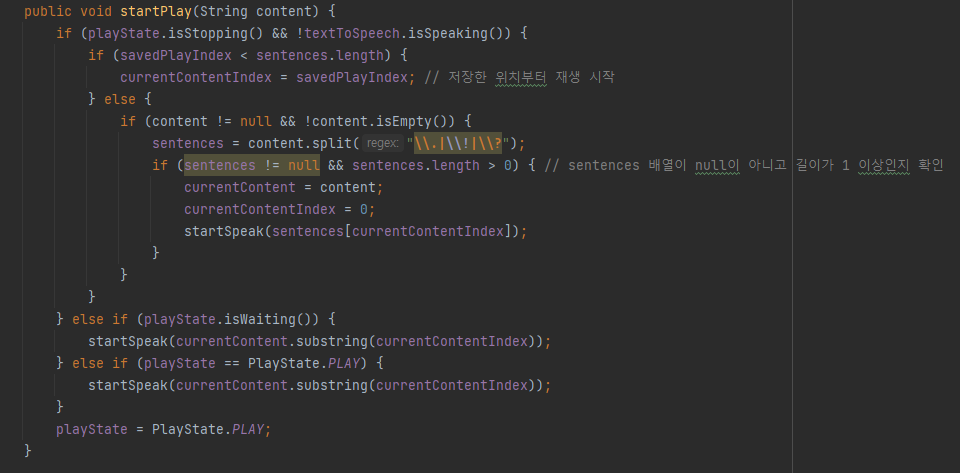 public void startPlay(String content) {
    if (playState.isStopping() && !textToSpeech.isSpeaking()) {
        if (savedPlayIndex < sentences.length) {
            currentContentIndex = savedPlayIndex; // 저장한 위치부터 재생 시작
        } else {
            if (content != null && !content.isEmpty()) {
                sentences = content.split( regex: "\\.|\\!|\\?");
                if (sentences != null && sentences.length > 0) { // sentences 배열이 null이 아니고 길이가 1 이상인지 확인
                    currentContent = content;
                    currentContentIndex = 0;
                    startSpeak(sentences[currentContentIndex]);
                }
            }
        }
    } else if (playState.isWaiting()) {
        startSpeak(currentContent.substring(currentContentIndex));
    } else if (playState == PlayState.PLAY) {
        startSpeak(currentContent.substring(currentContentIndex));
    }
    playState = PlayState.PLAY;
}